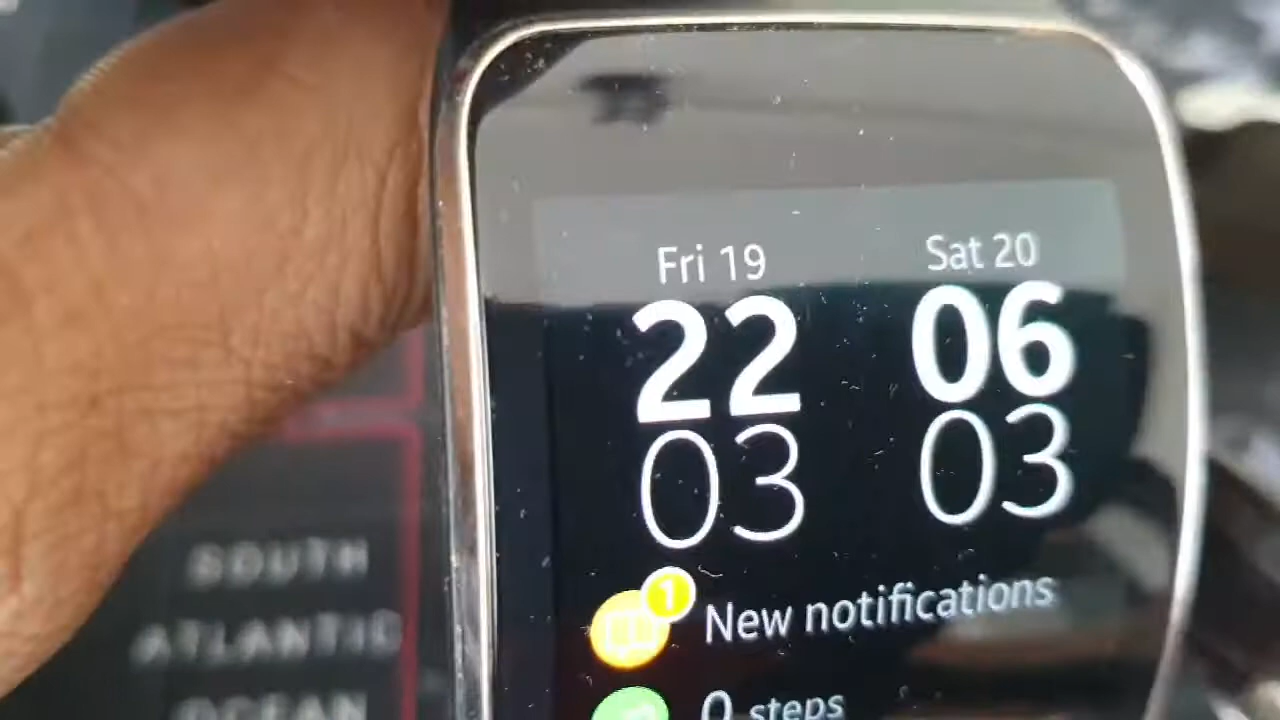 Fri 19
Sat 20
22
06
03
03
1
New notifications
0 steps
SOUTH
ATLANTIC
OCEAN